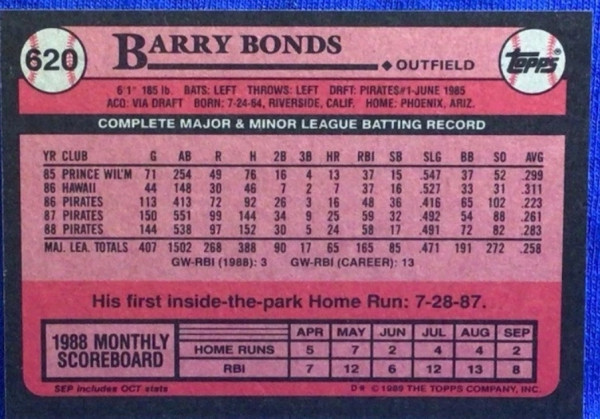 620 BARRY BONDS ◆ OUTFIELD Topps
6'1" 185 lb. BATS: LEFT THROWS: LEFT DRFT: PIRATES#1-JUNE 1985
ACQ: VIA DRAFT BORN: 7-24-64, RIVERSIDE, CALIF. HOME: PHOENIX, ARIZ.
COMPLETE MAJOR & MINOR LEAGUE BATTING RECORD
YR CLUB G AB R H 2B 3B HR RBI SB SLG BB SO AVG
85 PRINCE WIL'M 71 254 49 76 16 4 13 37 15 .547 37 52 .299
86 HAWAII 44 148 30 46 7 2 7 37 16 .527 33 31 .311
86 PIRATES 113 413 72 92 26 3 16 48 36 .416 65 102 .223
87 PIRATES 150 551 99 144 34 9 25 59 32 .492 54 88 .261
88 PIRATES 144 538 97 152 30 5 24 58 17 .491 72 82 .283
MAJ. LEA. TOTALS 407 1502 268 388 90 17 65 165 85 .471 191 272 .258
GW-RBI (1988): 3 GW-RBI (CAREER): 13
His first inside-the-park Home Run: 7-28-87.
1988 MONTHLY SCOREBOARD
APR MAY JUN JUL AUG SEP
HOME RUNS 5 7 2 4 4 2
RBI 7 12 6 12 13 8
SEP includes OCT stats D* © 1989 THE TOPPS COMPANY, INC.